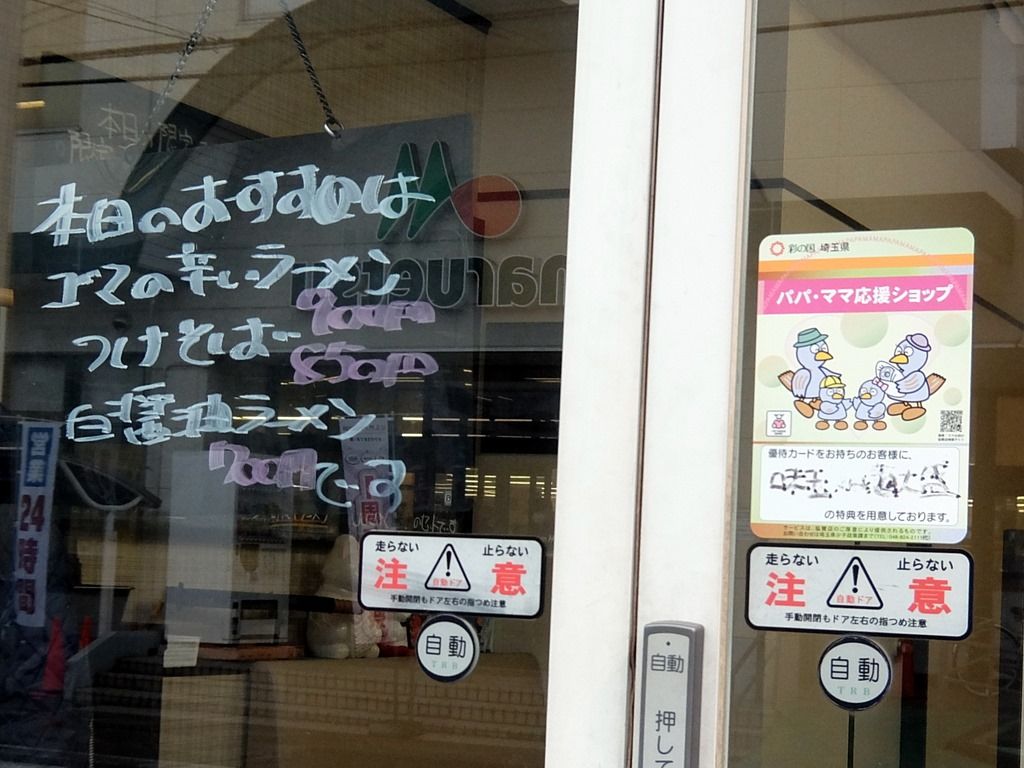 本日のおすすめは
ゴマの辛いラーメン
900円
つけそば
850円
白醤油ラーメン
700円
です
maruetsu
営業24時間
走らない 止らない
注 意
自動ドア
手動開閉もドア左右の指つめ注意
自動
TRB
自動
押して
彩の国 埼玉県
パパ・ママ応援ショップ
優待カードをお持ちのお客様に、
の特典を用意しております。
走らない 止らない
注 意
自動ドア
手動開閉もドア左右の指つめ注意
自動
TRB